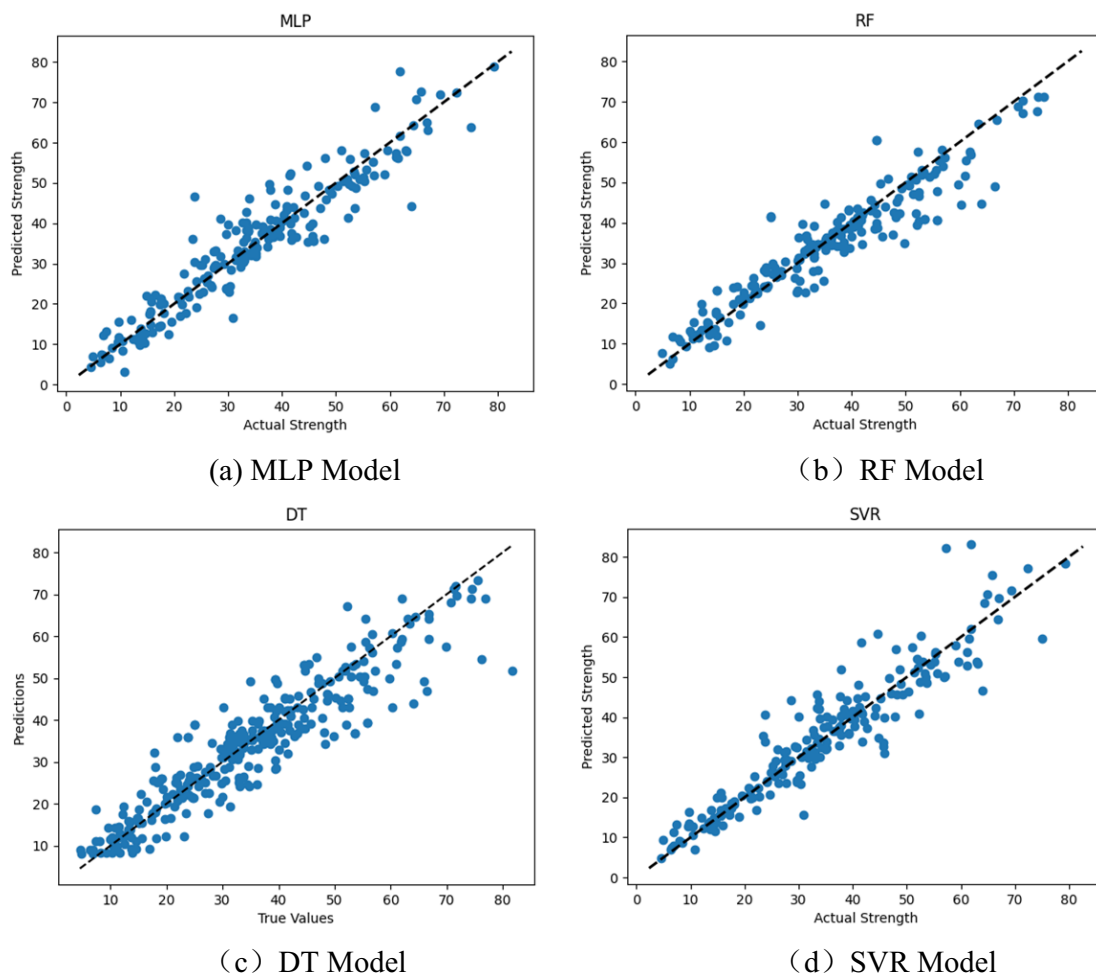 MLP
Predicted Strength
80
70
60
50
40
30
20
10
0
0 10 20 30 40 50 60 70 80
Actual Strength
(a) MLP Model
RF
Predicted Strength
80
70
60
50
40
30
20
10
0
0 10 20 30 40 50 60 70 80
Actual Strength
（b）RF Model
DT
Predictions
80
70
60
50
40
30
20
10
10 20 30 40 50 60 70 80
True Values
（c）DT Model
SVR
Predicted Strength
80
70
60
50
40
30
20
10
0
0 10 20 30 40 50 60 70 80
Actual Strength
（d）SVR Model